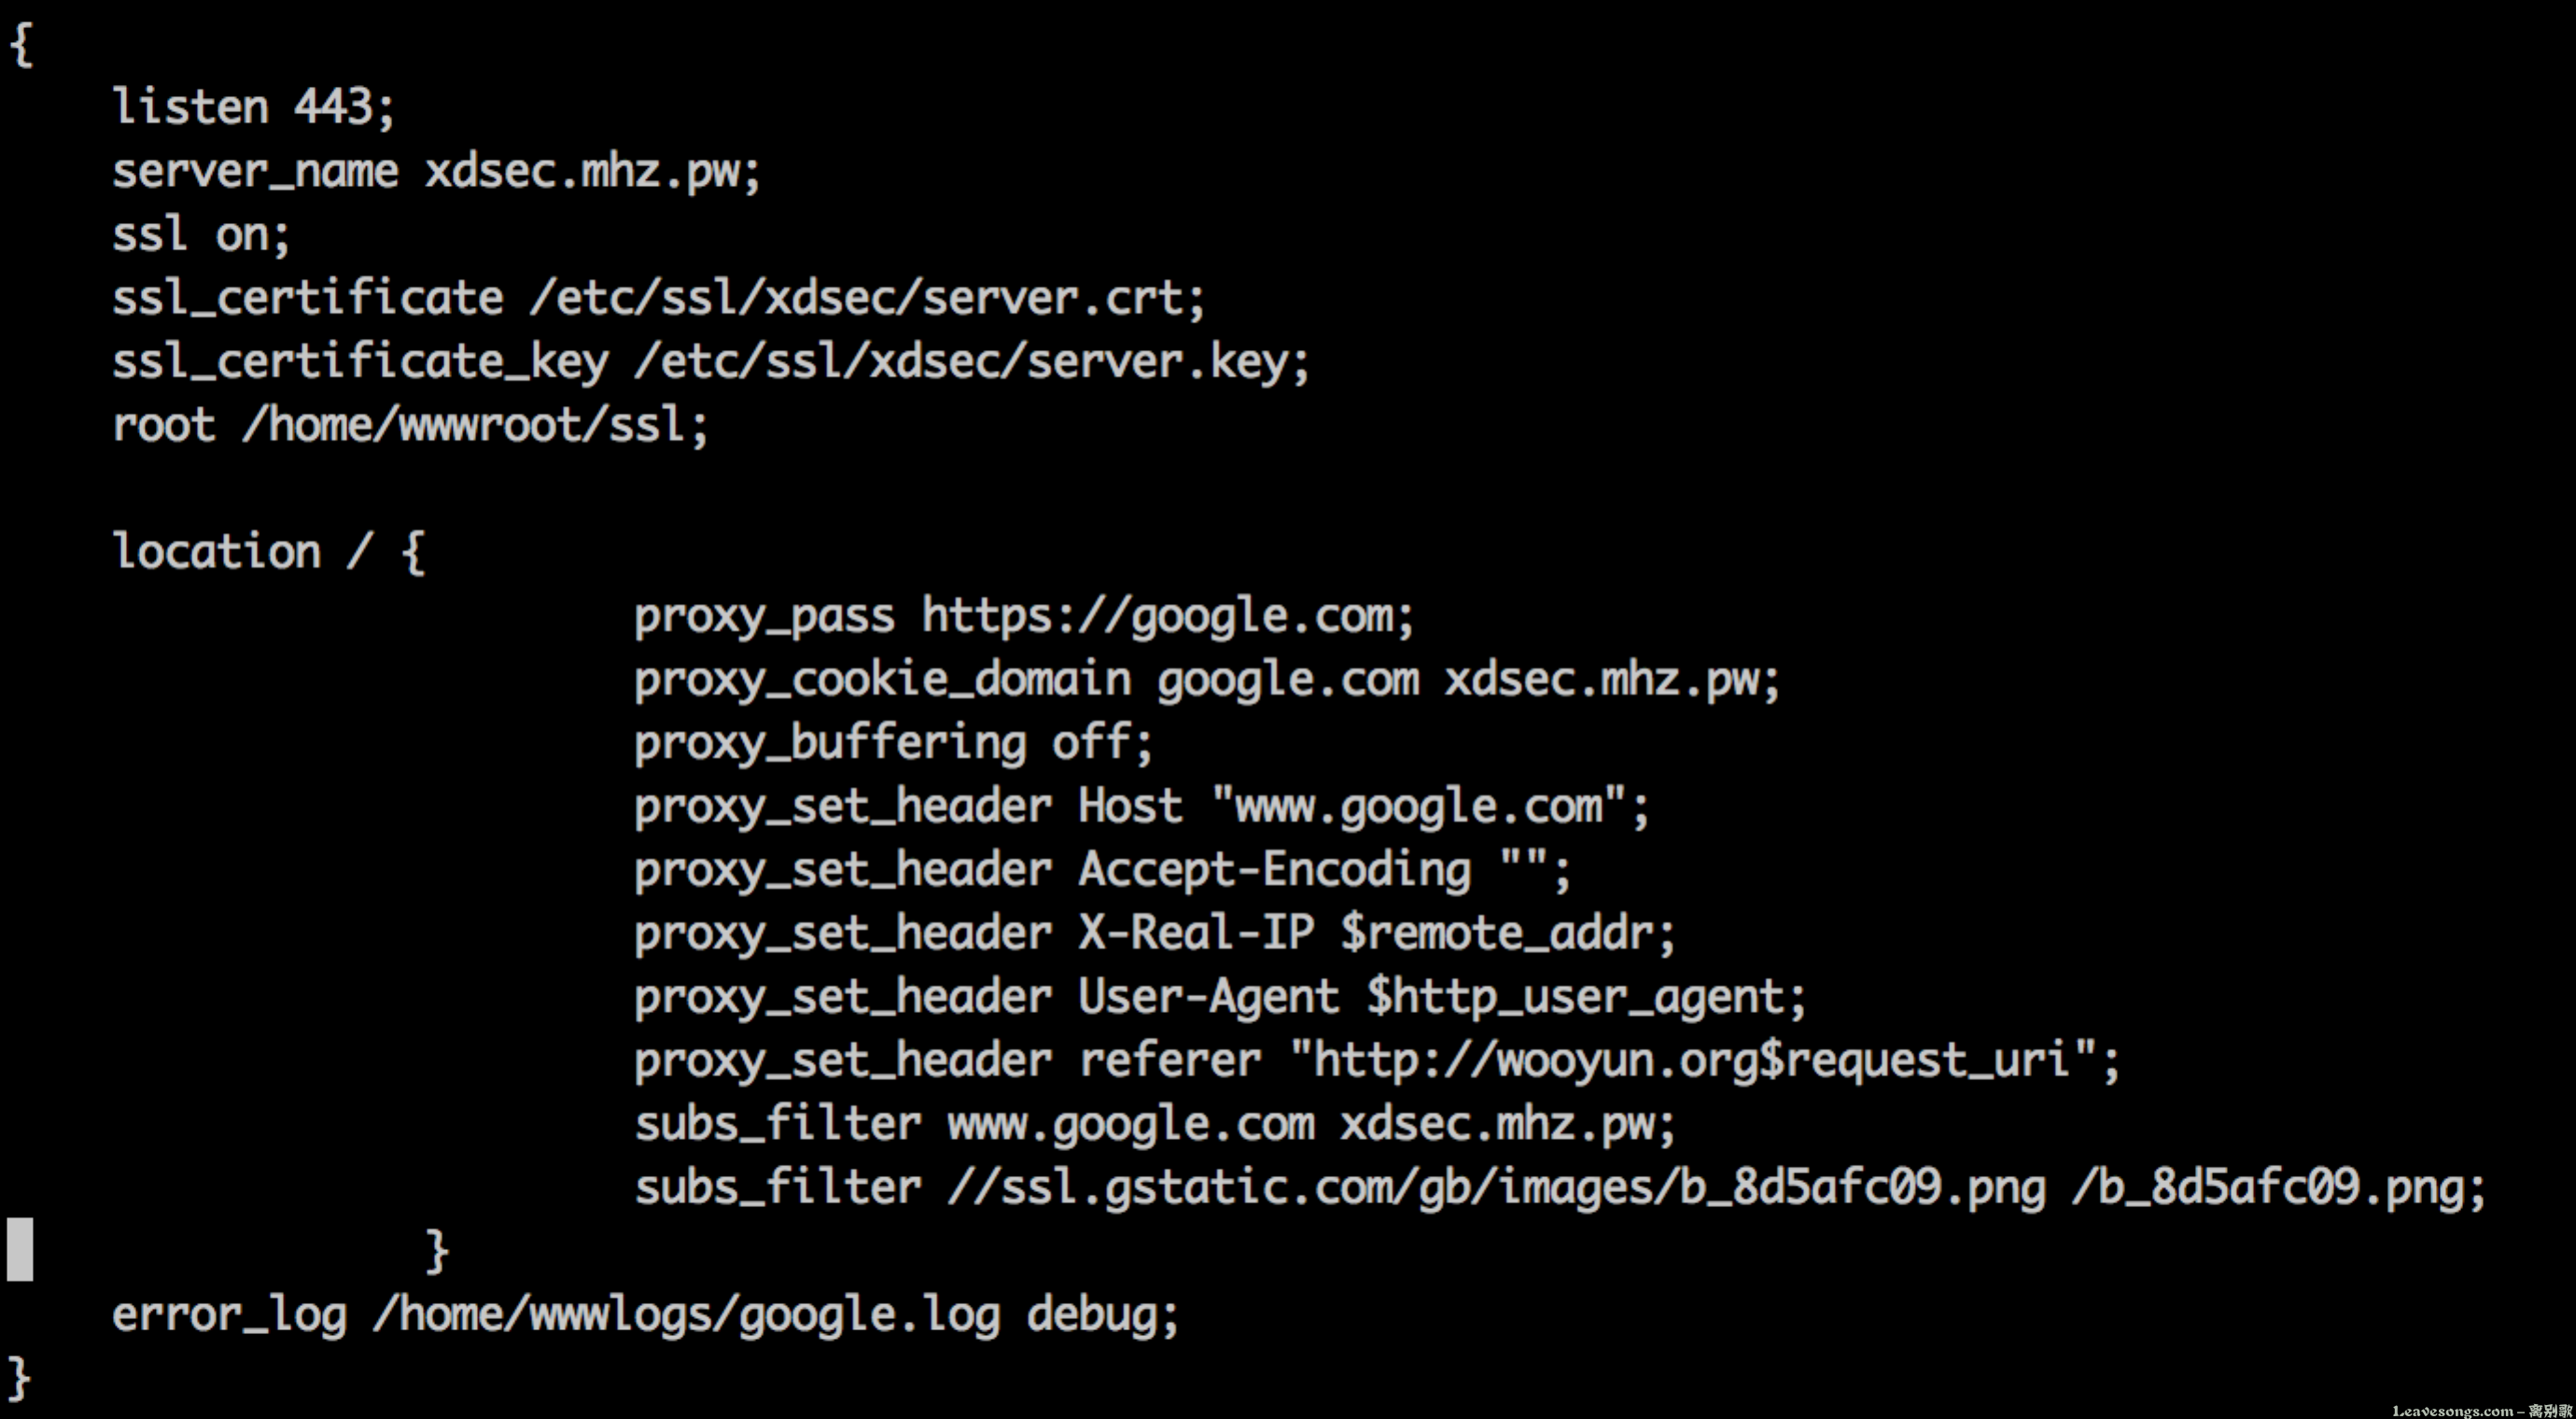 {
listen 443;
server_name xdsec.mhz.pw;
ssl on;
ssl_certificate /etc/ssl/xdsec/server.crt;
ssl_certificate_key /etc/ssl/xdsec/server.key;
root /home/wwwroot/ssl;
location / {
proxy_pass https://google.com;
proxy_cookie_domain google.com xdsec.mhz.pw;
proxy_buffering off;
proxy_set_header Host "www.google.com";
proxy_set_header Accept-Encoding "";
proxy_set_header X-Real-IP $remote_addr;
proxy_set_header User-Agent $http_user_agent;
proxy_set_header referer "http://wooyun.org$request_uri";
subs_filter www.google.com xdsec.mhz.pw;
subs_filter //ssl.gstatic.com/gb/images/b_8d5afc09.png /b_8d5afc09.png;
}
error_log /home/wwwlogs/google.log debug;
}
Leavesongs.com – 离别歌